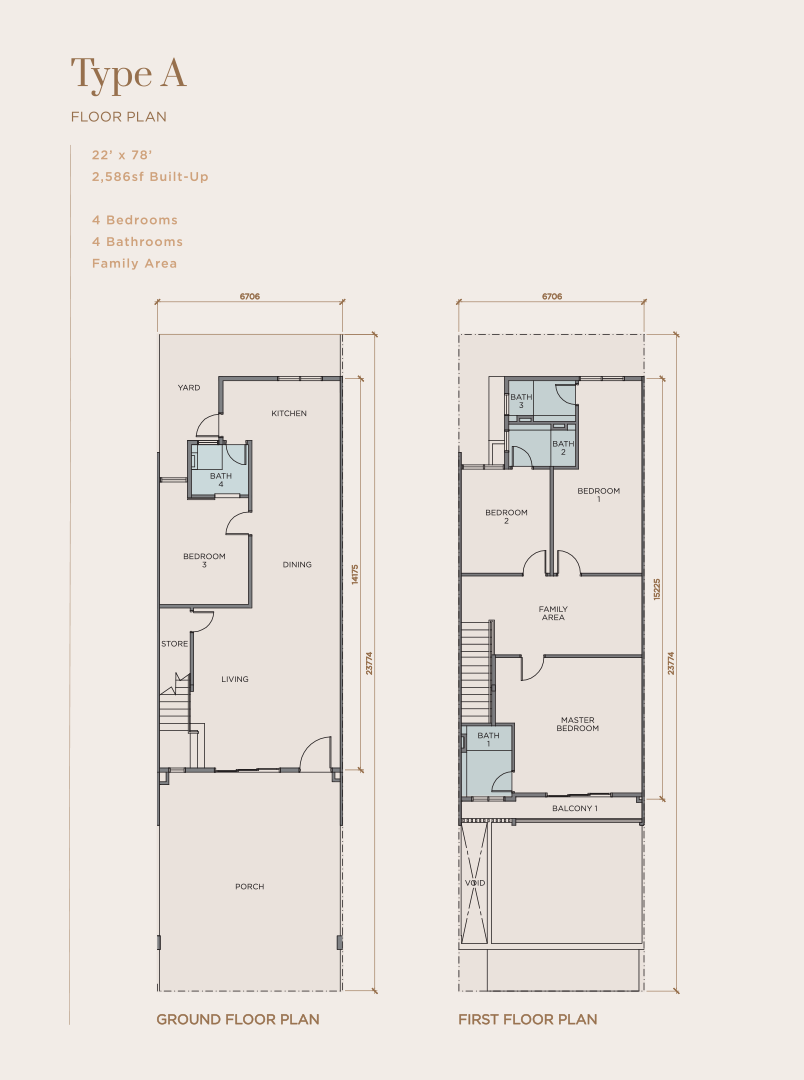 Type A
FLOOR PLAN
22' x 78'
2,586sf Built-Up
4 Bedrooms
4 Bathrooms
Family Area
6706
YARD
KITCHEN
BATH
4
BEDROOM
3
DINING
14175
STORE
LIVING
23774
PORCH
GROUND FLOOR PLAN
6706
BATH
3
BATH
2
BEDROOM
1
BEDROOM
2
FAMILY
AREA
15225
23774
MASTER
BEDROOM
BATH
1
BALCONY 1
VOID
FIRST FLOOR PLAN